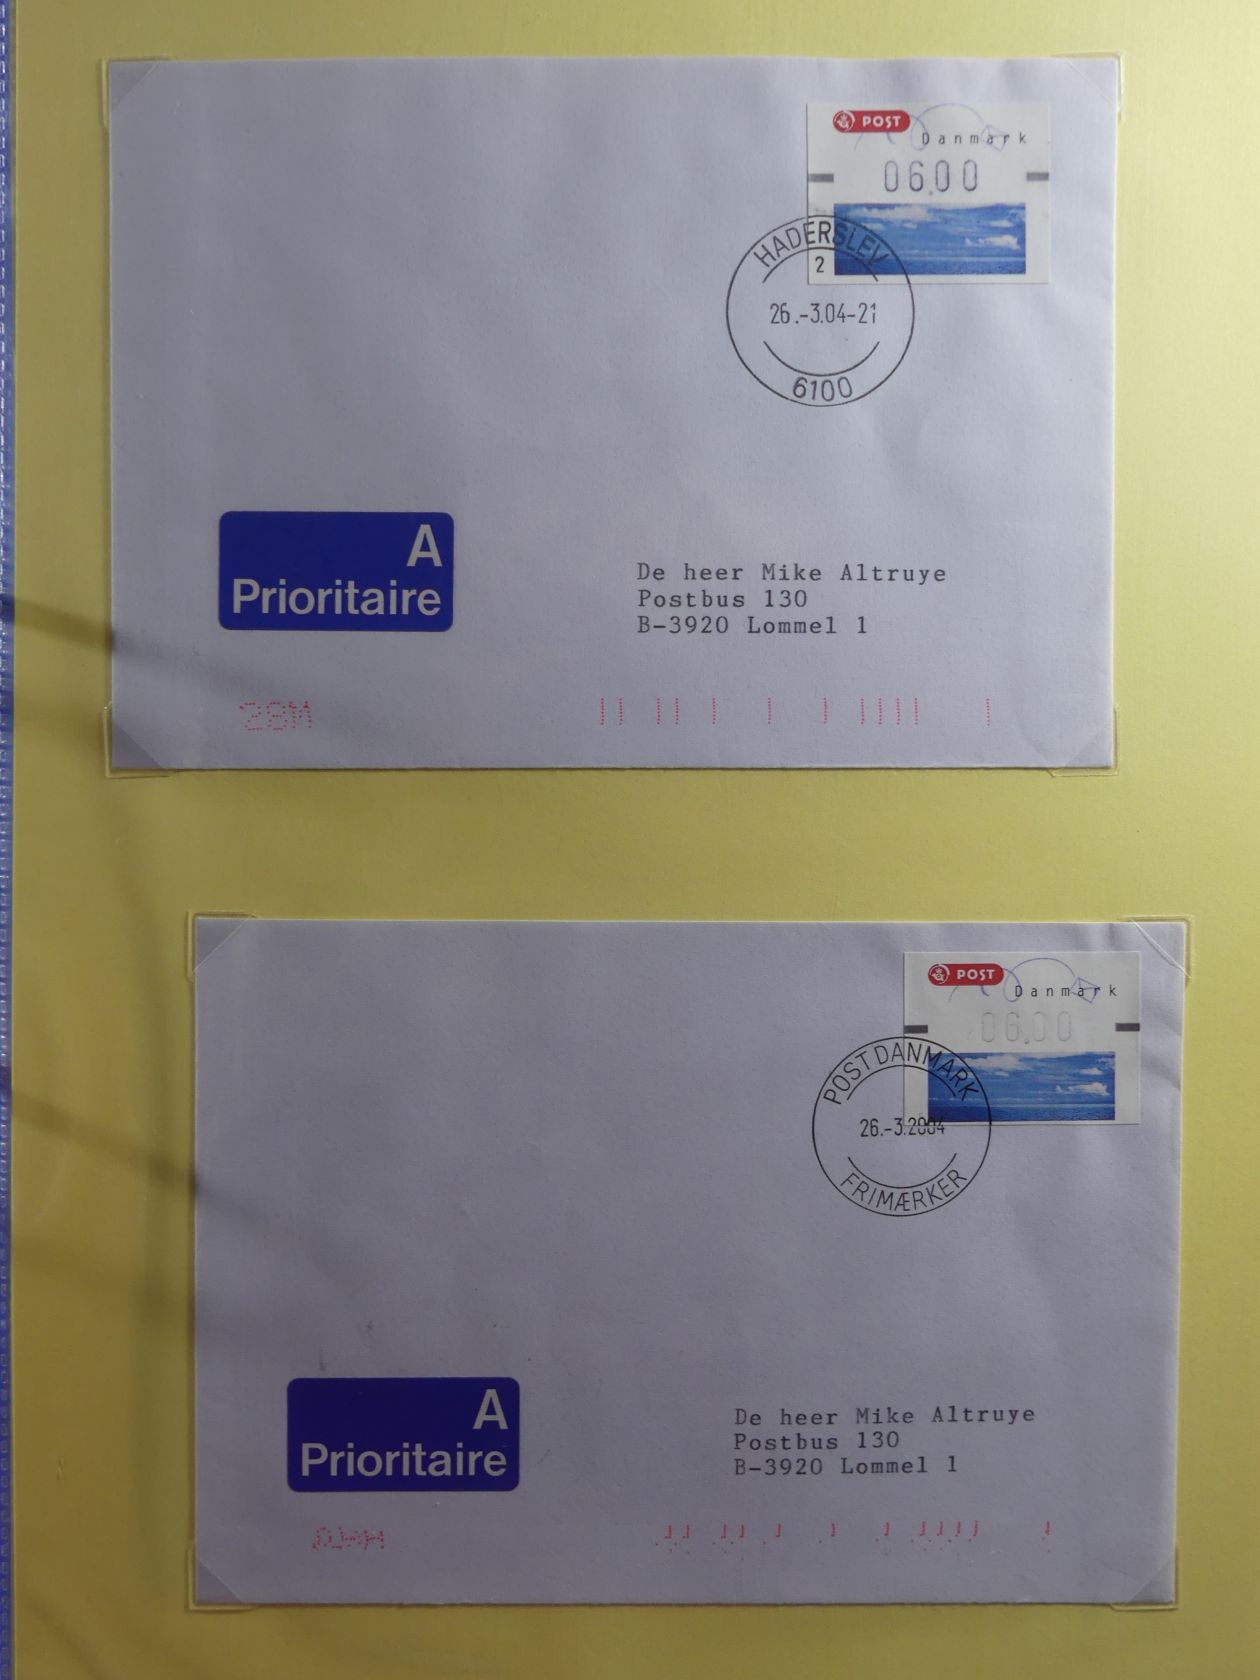 POST
Danmark
06.00
HADERSLEV
2
26.-3.04-21
6100
A
Prioritaire
De heer Mike Altruye
Postbus 130
B-3920 Lommel 1
28M
POST
Danmark
06.00
POST DANMARK
26.-3.2004
FRIMÆRKER
A
Prioritaire
De heer Mike Altruye
Postbus 130
B-3920 Lommel 1